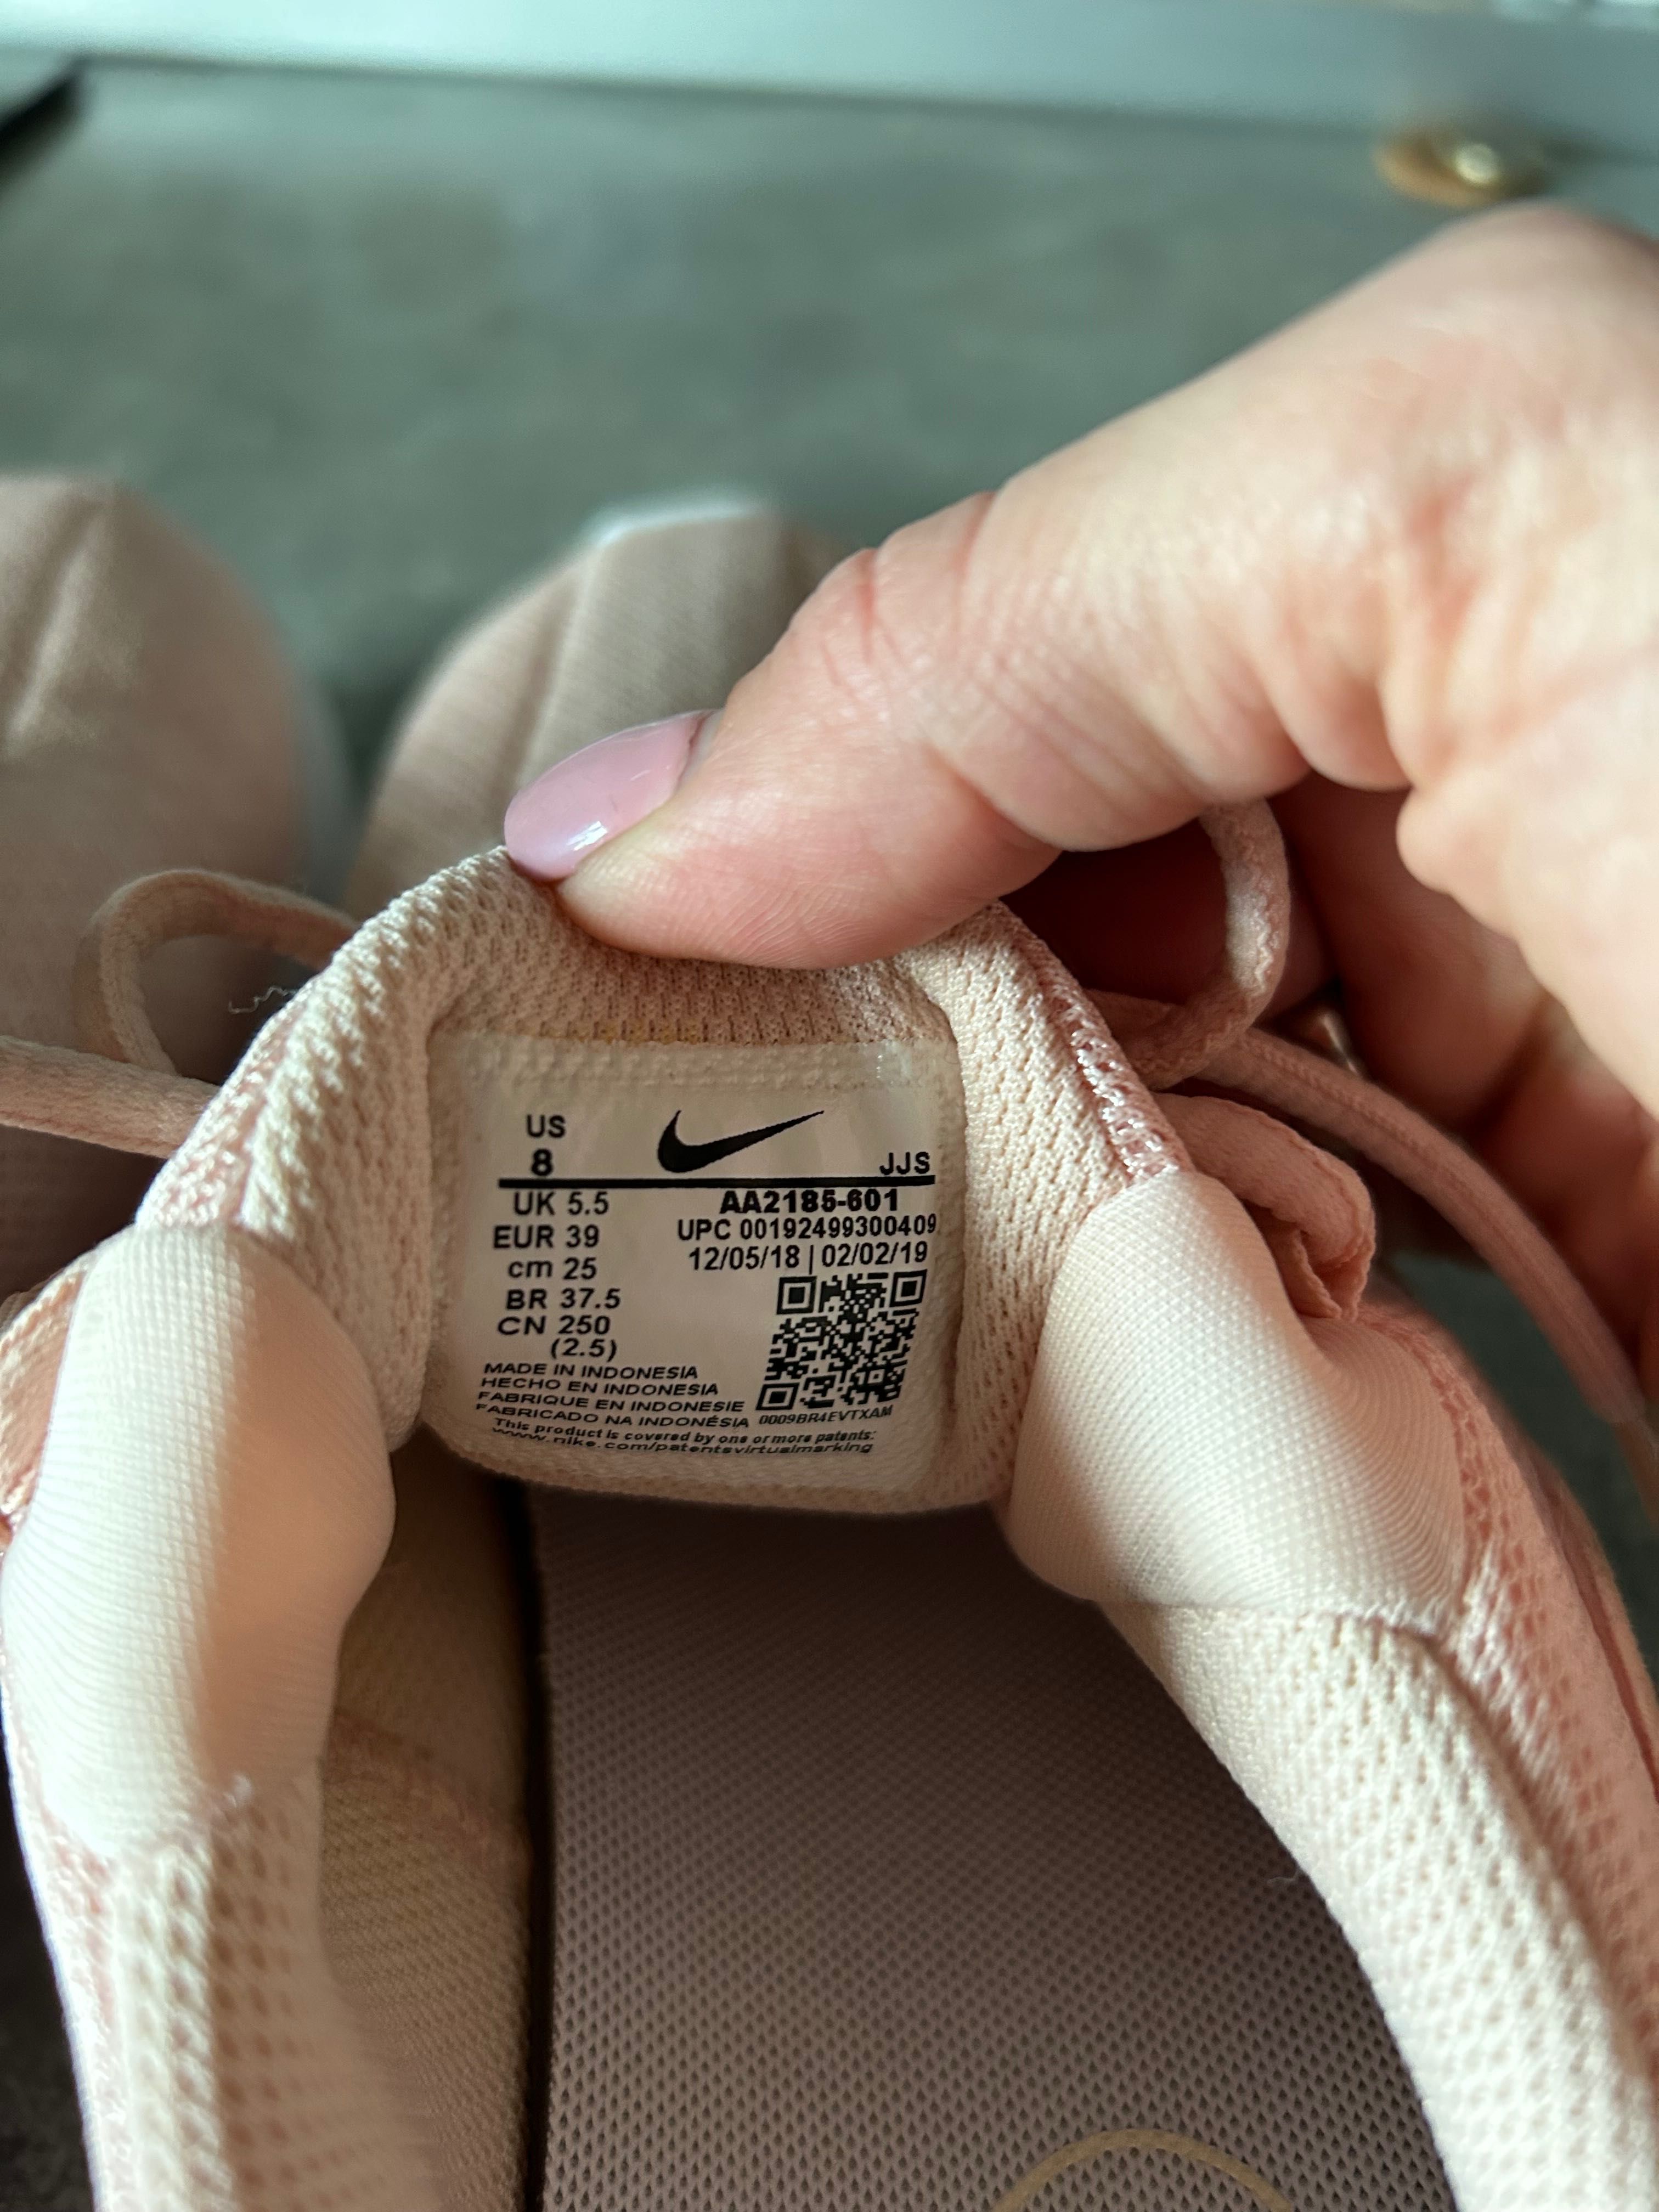 US
8
JJS
UK 5.5
AA2185-601
EUR 39
UPC 00192499300409
cm 25
12/05/18 | 02/02/19
BR 37.5
CN 250
(2.5)
MADE IN INDONESIA
HECHO EN INDONESIA
FABRIQUE EN INDONESIE
FABRICADO NA INDONÉSIA
0009BR4EVTXAM
This product is covered by one or more patents:
www.nike.com/patentsvirtualmarking